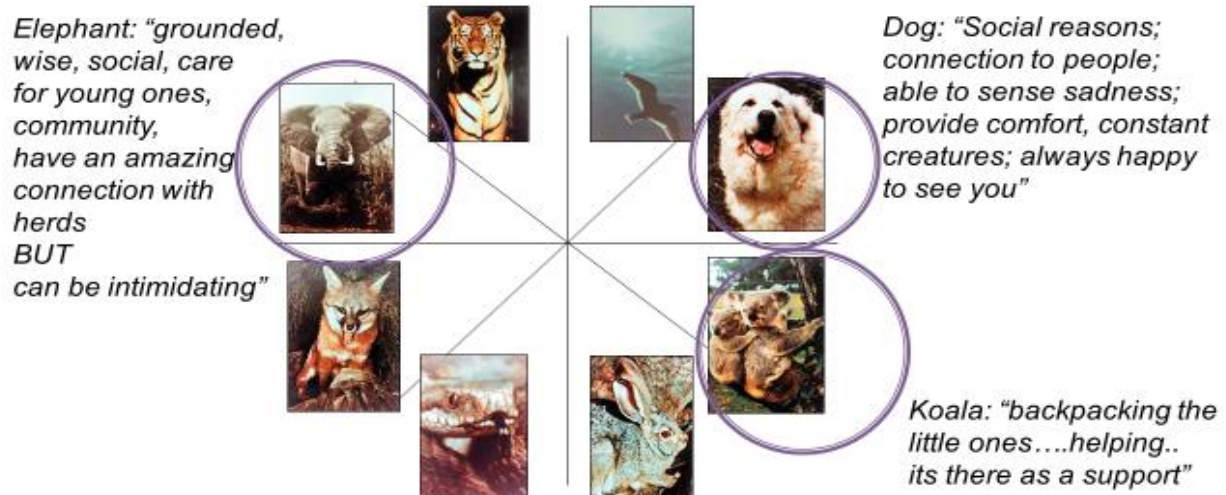 Elephant: “grounded,
wise, social, care
for young ones,
community,
have an amazing
connection with
herds
BUT
can be intimidating”
Dog: “Social reasons;
connection to people;
able to sense sadness;
provide comfort, constant
creatures; always happy
to see you”
Koala: “backpacking the
little ones….helping..
its there as a support”